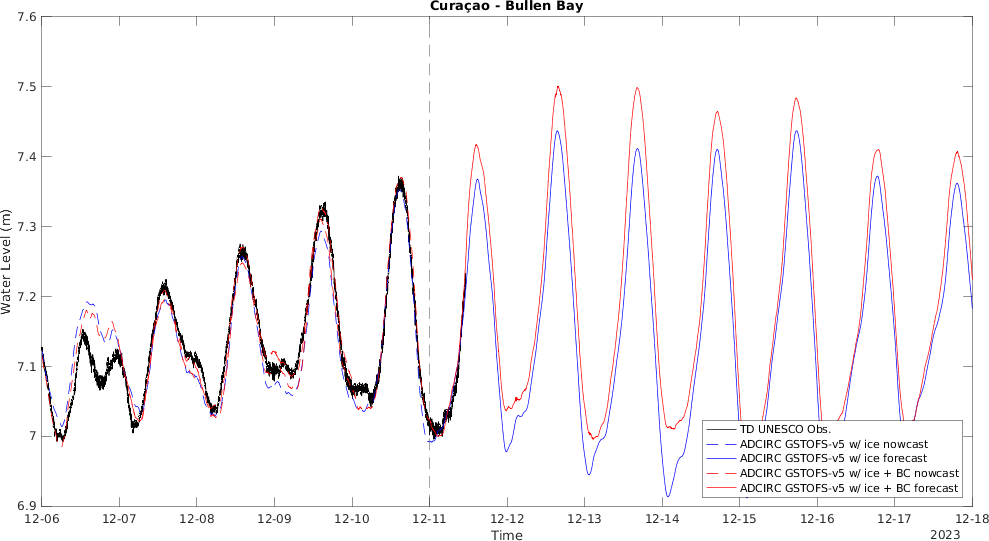 Curaçao - Bullen Bay
7.6
7.5
7.4
7.3
7.2
7.1
7
6.9
Water Level (m)
TD UNESCO Obs.
ADCIRC GSTOFS-v5 w/ ice nowcast
ADCIRC GSTOFS-v5 w/ ice forecast
ADCIRC GSTOFS-v5 w/ ice + BC nowcast
ADCIRC GSTOFS-v5 w/ ice + BC forecast
12-06 12-07 12-08 12-09 12-10 12-11 12-12 12-13 12-14 12-15 12-16 12-17 12-18
Time
2023